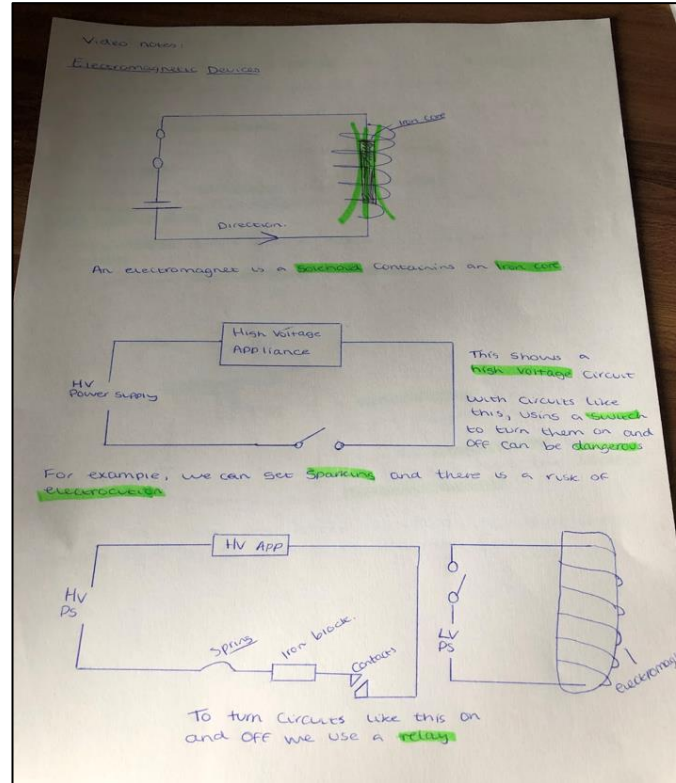 Video notes:
Electromagnetic Devices
Iron core
Direction.
An electromagnet is a solenoid containing an Iron core
High Voltage
Appliance
HV
Power supply
This shows a
high voltage circuit
With circuits like
this, using a switch
to turn them on and
OFF can be dangerous
For example, we can get sparking and there is a risk of
electrocution
HV APP
HV
PS
Spring
Iron block.
Contacts
LV
PS
electromag
To turn circuits like this on
and OFF we use a relay